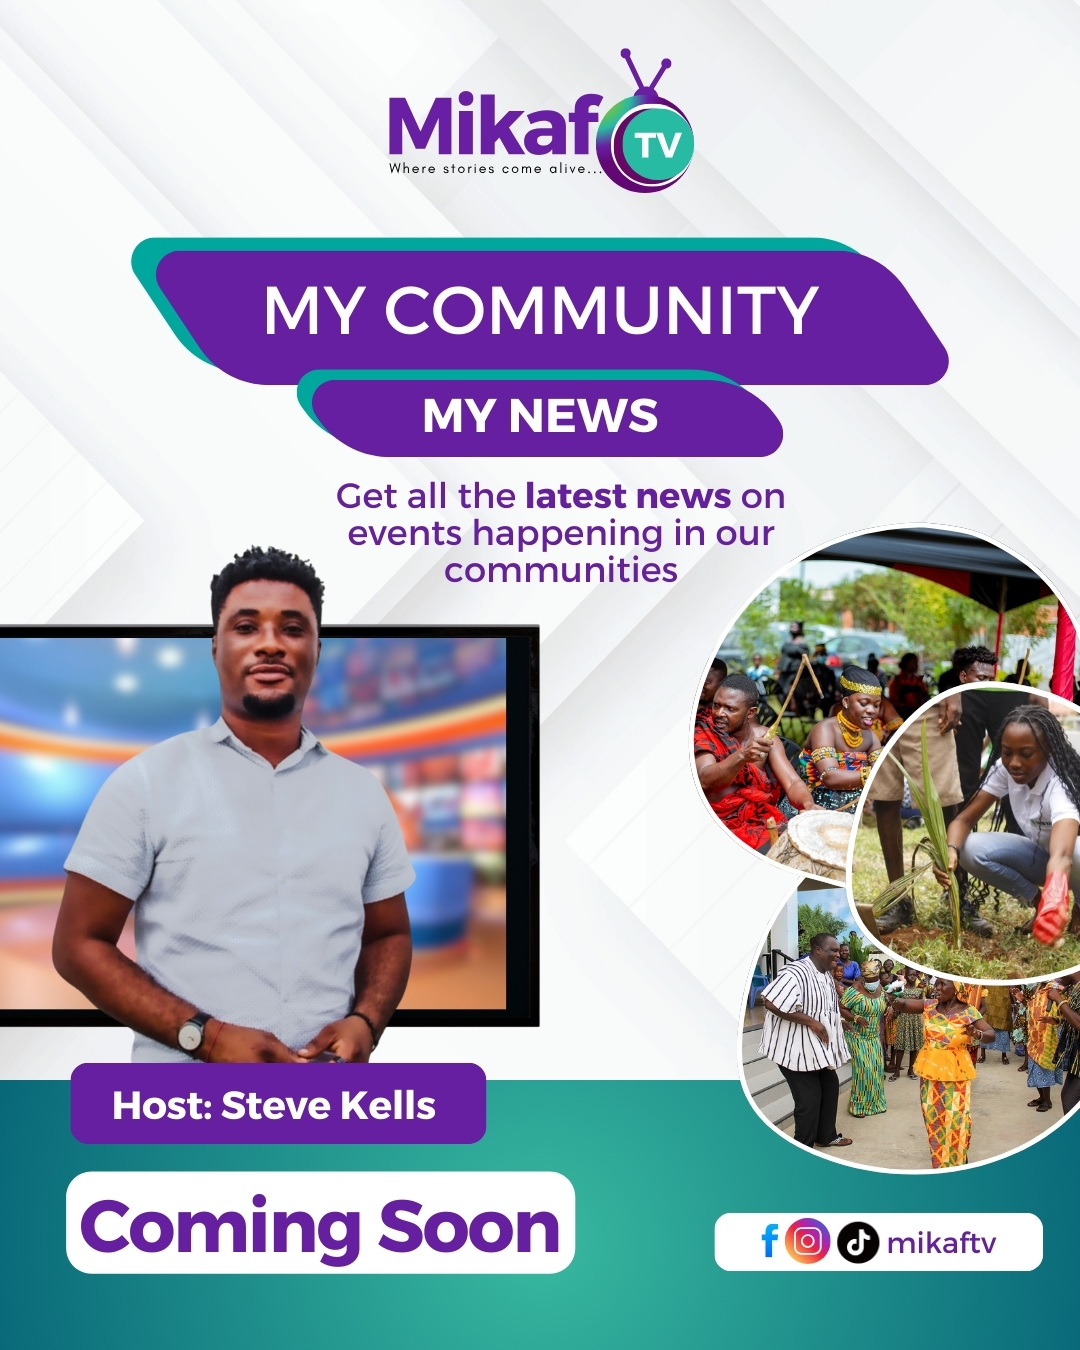 Mikaf TV
Where stories come alive...
MY COMMUNITY
MY NEWS
Get all the latest news on
events happening in our
communities
Host: Steve Kells
Coming Soon
mikaftv